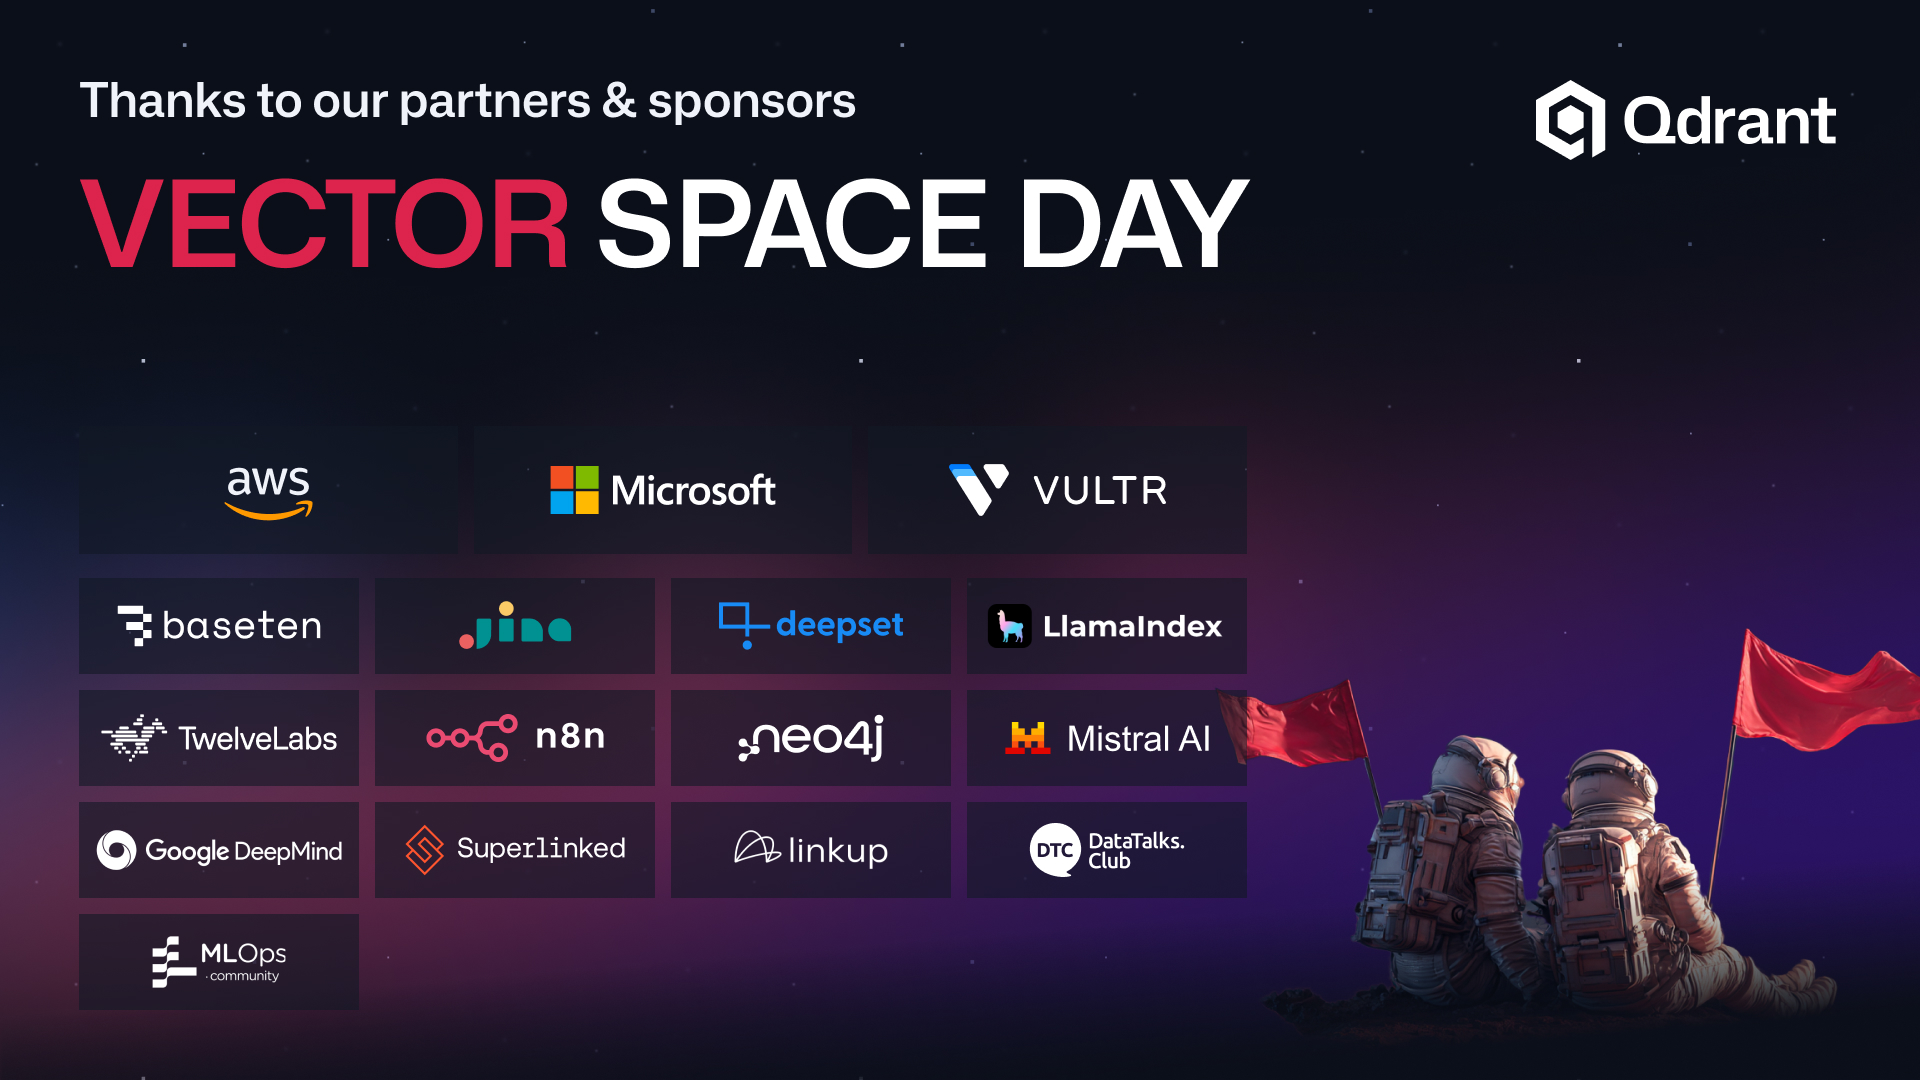 Thanks to our partners & sponsors
Qdrant
VECTOR SPACE DAY
aws
Microsoft
VULTR
baseten
jina
deepset
LlamaIndex
TwelveLabs
n8n
neo4j
Mistral AI
Google DeepMind
Superlinked
linkup
DTC
DataTalks.
Club
MLOps
community